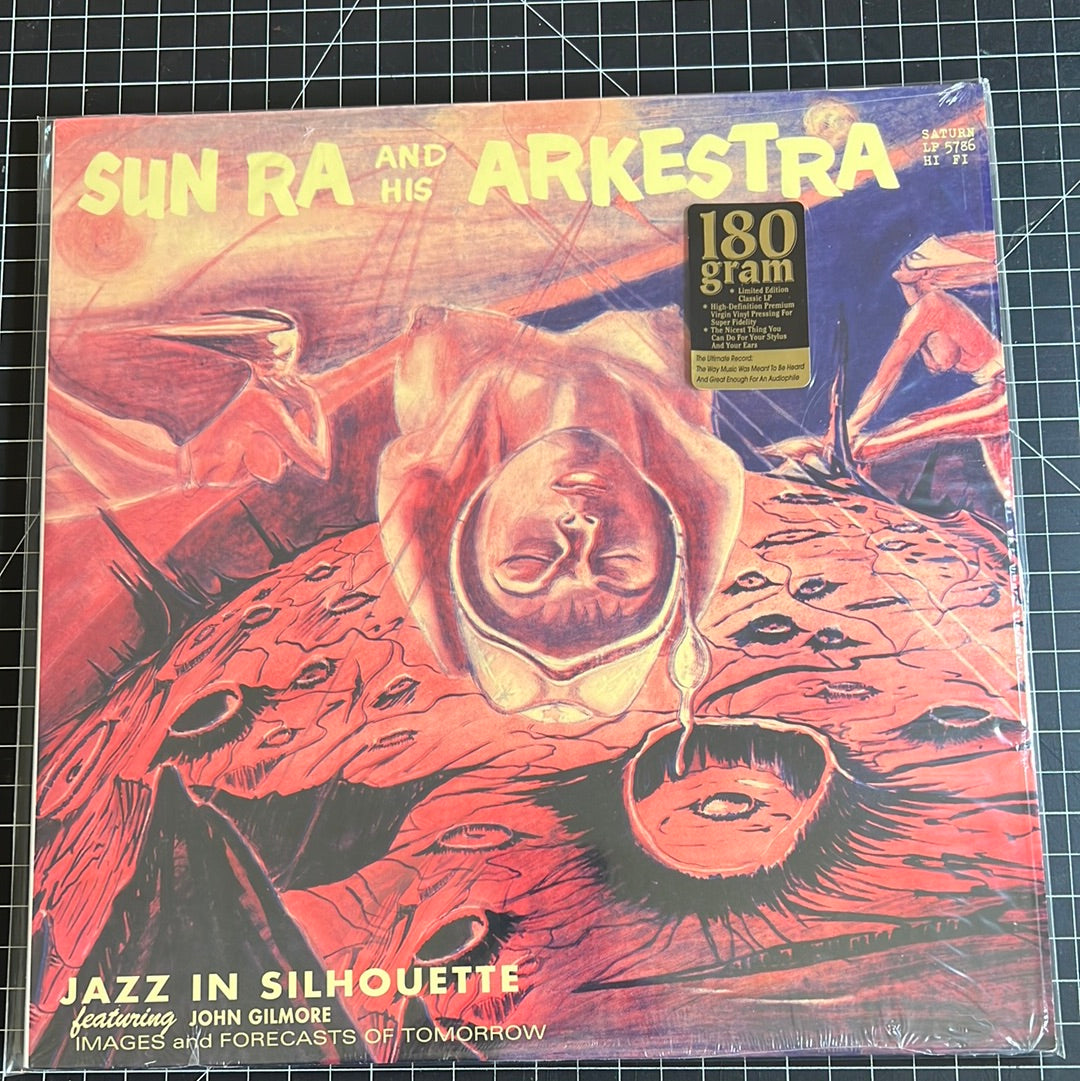 SUN RA AND HIS ARKESTRA
SATURN
LP 5786
HI FI
180
gram
* Limited Edition
Classic LP
* High-Definition Premium
Virgin Vinyl Pressing For
Super Fidelity
* The Nicest Thing You
Can Do For Your Stylus
And Your Ears
The Ultimate Record:
The Way Music Was Meant To Be Heard
And Great Enough For An Audiophile
JAZZ IN SILHOUETTE
featuring JOHN GILMORE
IMAGES and FORECASTS OF TOMORROW